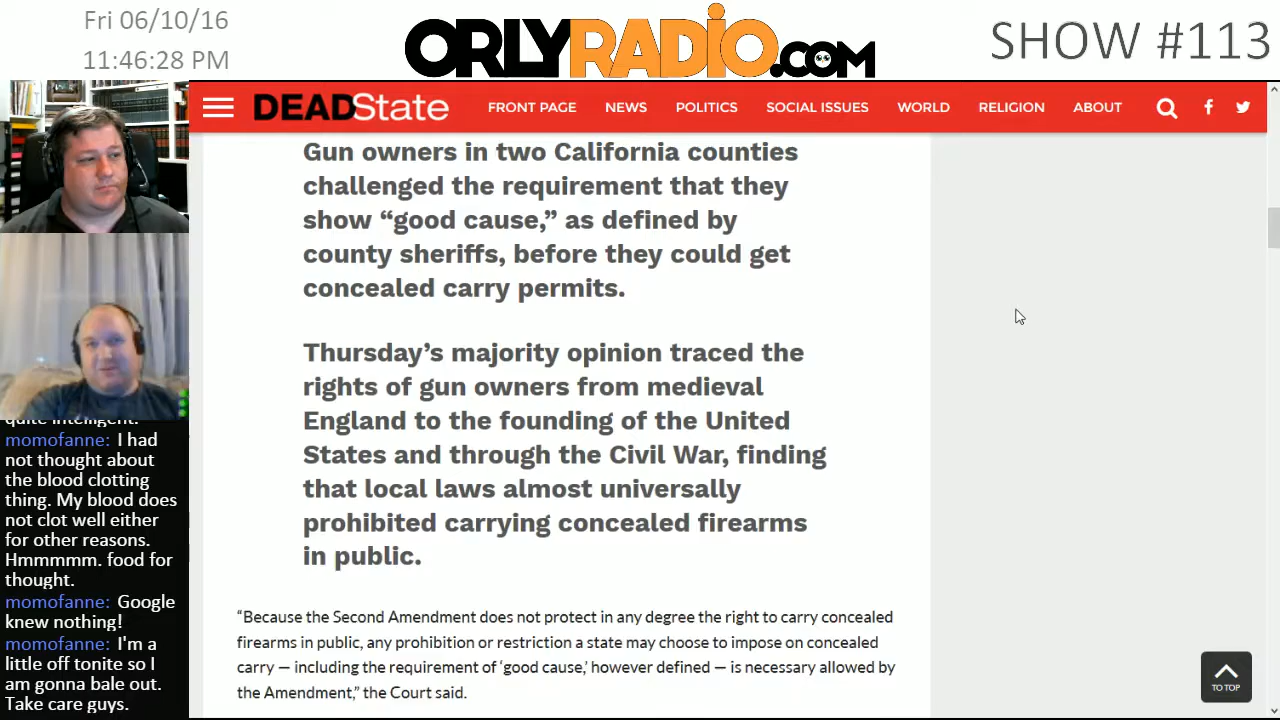 Fri 06/10/16
11:46:28 PM
ORLYRADIO.COM
SHOW #113
DEADState
FRONT PAGE NEWS POLITICS SOCIAL ISSUES WORLD RELIGION ABOUT
Gun owners in two California counties
challenged the requirement that they
show “good cause,” as defined by
county sheriffs, before they could get
concealed carry permits.
Thursday’s majority opinion traced the
rights of gun owners from medieval
England to the founding of the United
States and through the Civil War, finding
that local laws almost universally
prohibited carrying concealed firearms
in public.
“Because the Second Amendment does not protect in any degree the right to carry concealed
firearms in public, any prohibition or restriction a state may choose to impose on concealed
carry — including the requirement of ‘good cause,’ however defined — is necessary allowed by
the Amendment,” the Court said.
TO TOP
quite intelligent.
momofanne: I had
not thought about
the blood clotting
thing. My blood does
not clot well either
for other reasons.
Hmmmmm. food for
thought.
momofanne: Google
knew nothing!
momofanne: I'm a
little off tonite so I
am gonna bale out.
Take care guys.